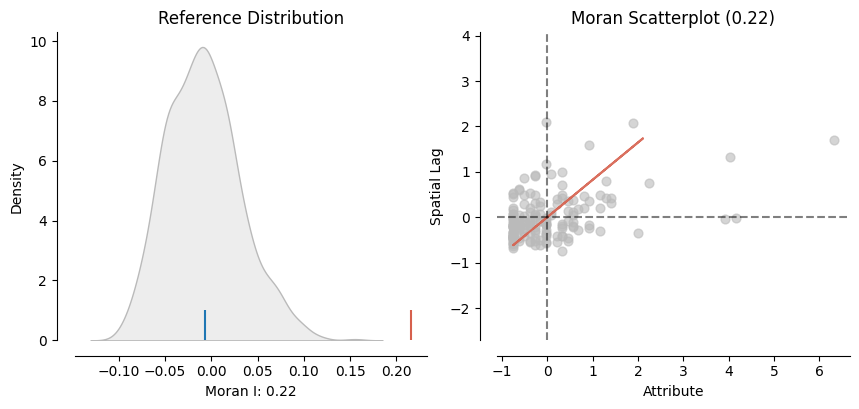 Reference Distribution
Density
10
8
6
4
2
0
−0.10 −0.05 0.00 0.05 0.10 0.15 0.20
Moran I: 0.22
Moran Scatterplot (0.22)
Spatial Lag
4
3
2
1
0
−1
−2
−1 0 1 2 3 4 5 6
Attribute